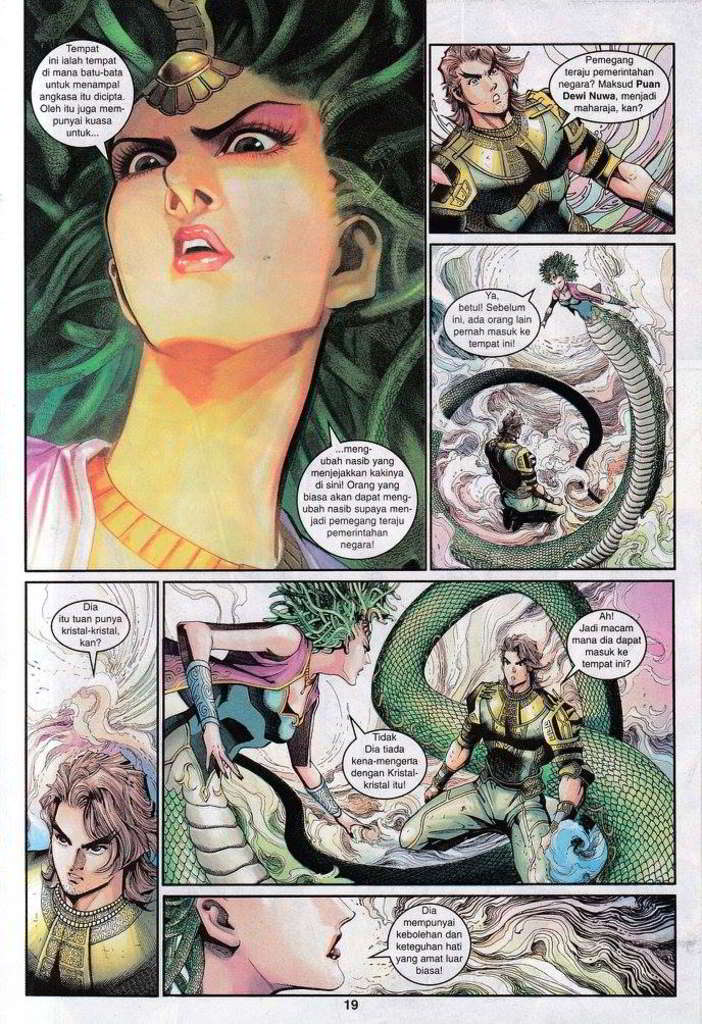 Tempat
ini ialah tempat
di mana batu-bata
untuk menampal
angkasa itu dicipta.
Oleh itu juga mem-
punyai kuasa
untuk...
...meng-
ubah nasib yang
menjejakkan kakinya
di sini! Orang yang
biasa akan dapat meng-
ubah nasib supaya men-
jadi pemegang teraju
pemerintahan
negara!
Pemegang
teraju pemerintahan
negara? Maksud Puan
Dewi Nuwa, menjadi
maharaja, kan?
Ya,
betul! Sebelum
ini, ada orang lain
pernah masuk ke
tempat ini!
Dia
itu tuan punya
kristal-kristal,
kan?
Tidak
Dia tiada
kena-mengerta
dengan Kristal-
kristal itu!
Ah!
Jadi macam
mana dia dapat
masuk ke
tempat ini?
Dia
mempunyai
kebolehan dan
keteguhan hati
yang amat luar
biasa!
19